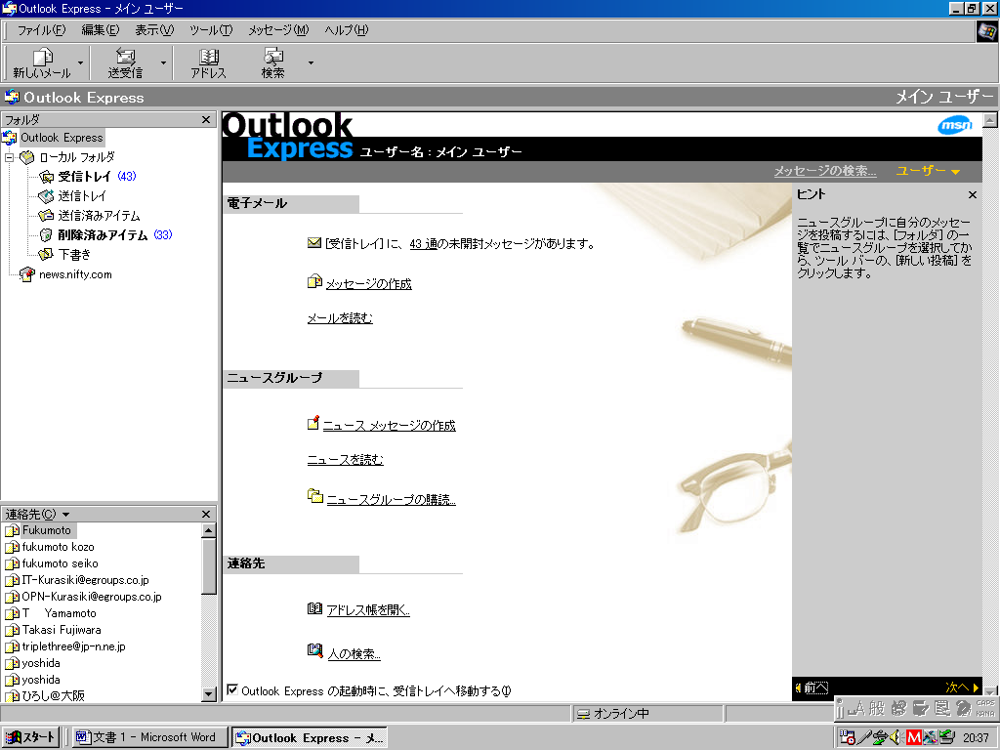 Outlook Express - メイン ユーザー
ファイル(F) 編集(E) 表示(V) ツール(T) メッセージ(M) ヘルプ(H)
新しいメール 送受信 アドレス 検索
Outlook Express メイン ユーザー
フォルダ
Outlook Express
ローカル フォルダ
受信トレイ (43)
送信トレイ
送信済みアイテム
削除済みアイテム (33)
下書き
news.nifty.com
連絡先(C)
Fukumoto
fukumoto kozo
fukumoto seiko
IT-Kurasiki@egroups.co.jp
OPN-Kurasiki@egroups.co.jp
T Yamamoto
Takasi Fujiwara
triplethree@jp-n.ne.jp
yoshida
yoshida
ひろし@大阪
Outlook
Express ユーザー名 : メイン ユーザー
msn
メッセージの検索... ユーザー
電子メール
[受信トレイ] に、 43 通の未開封メッセージがあります。
メッセージの作成
メールを読む
ニュースグループ
ニュース メッセージの作成
ニュースを読む
ニュースグループの購読...
連絡先
アドレス帳を開く...
人の検索...
Outlook Express の起動時に、受信トレイへ移動する(I)
ヒント
ニュースグループに自分のメッセー
ジを投稿するには、[フォルダ] の一
覧でニュースグループを選択してか
ら、ツール バーの、[新しい投稿] を
クリックします。
前へ 次へ
オンライン中
A 般 CAPS
KANA
スタート 文書 1 - Microsoft Word Outlook Express - メ... M 20:37